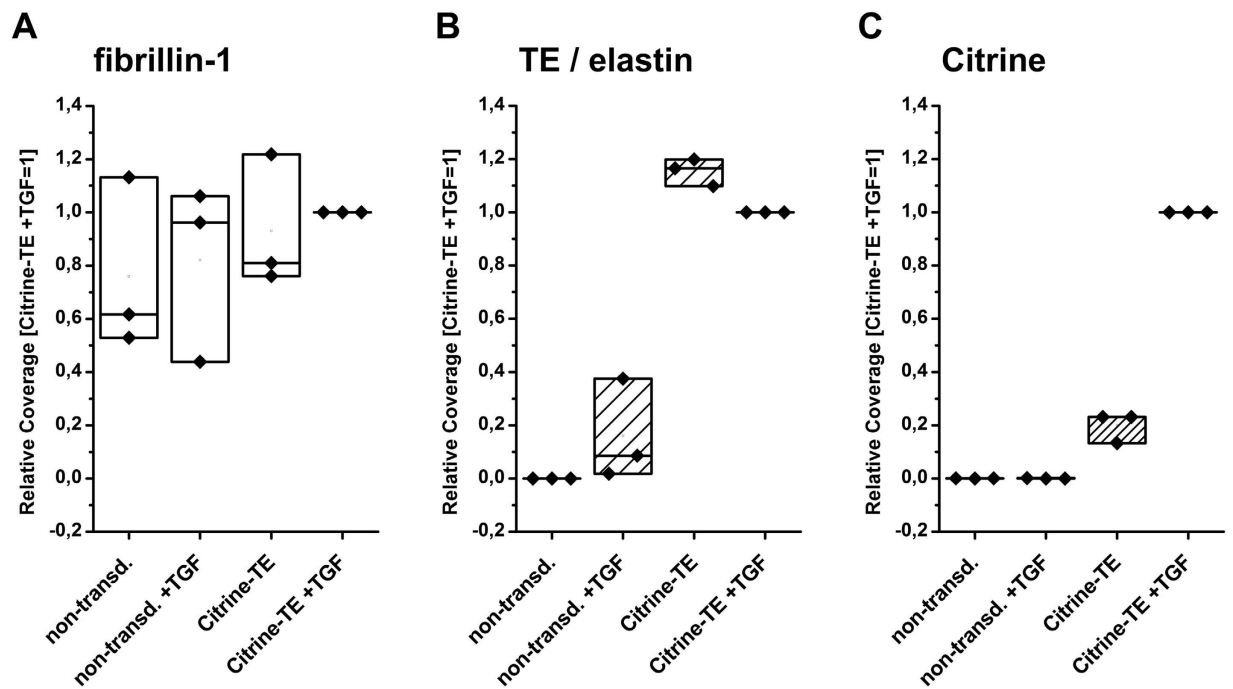 A
fibrillin-1
Relative Coverage [Citrine-TE +TGF=1]
1,4
1,2
1,0
0,8
0,6
0,4
0,2
0,0
-0,2
non-transd.
non-transd. +TGF
Citrine-TE
Citrine-TE +TGF
B
TE / elastin
Relative Coverage [Citrine-TE +TGF=1]
1,4
1,2
1,0
0,8
0,6
0,4
0,2
0,0
-0,2
non-transd.
non-transd. +TGF
Citrine-TE
Citrine-TE +TGF
C
Citrine
Relative Coverage [Citrine-TE +TGF=1]
1,4
1,2
1,0
0,8
0,6
0,4
0,2
0,0
-0,2
non-transd.
non-transd. +TGF
Citrine-TE
Citrine-TE +TGF